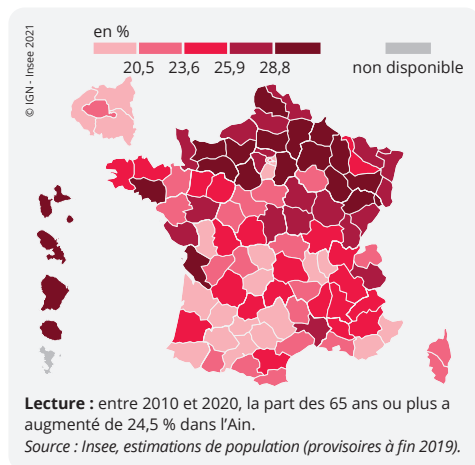 © IGN - Insee 2021
en %
20,5 23,6 25,9 28,8
non disponible
Lecture : entre 2010 et 2020, la part des 65 ans ou plus a
augmenté de 24,5 % dans l'Ain.
Source : Insee, estimations de population (provisoires à fin 2019).